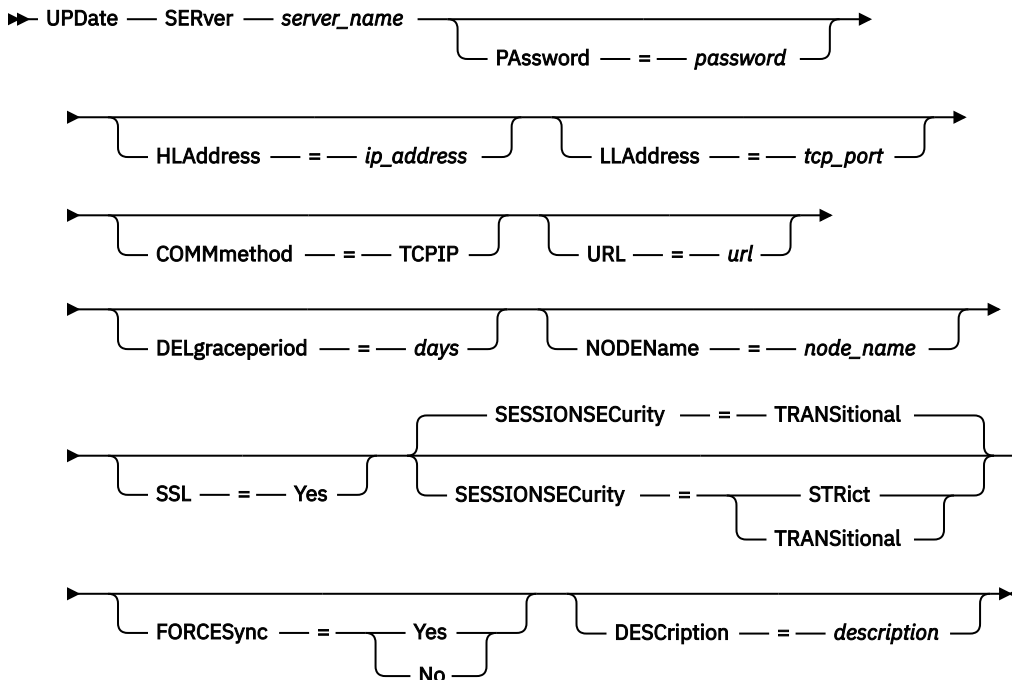 UPDate SERver server_name
PAssword = password
HLAddress = ip_address LLAddress = tcp_port
COMMmethod = TCPIP URL = url
DELgraceperiod = days NODEName = node_name
SESSIONSECurity = TRANSitional
SSL = Yes SESSIONSECurity = STRict
TRANSitional
FORCESync = Yes DESCription = description
No